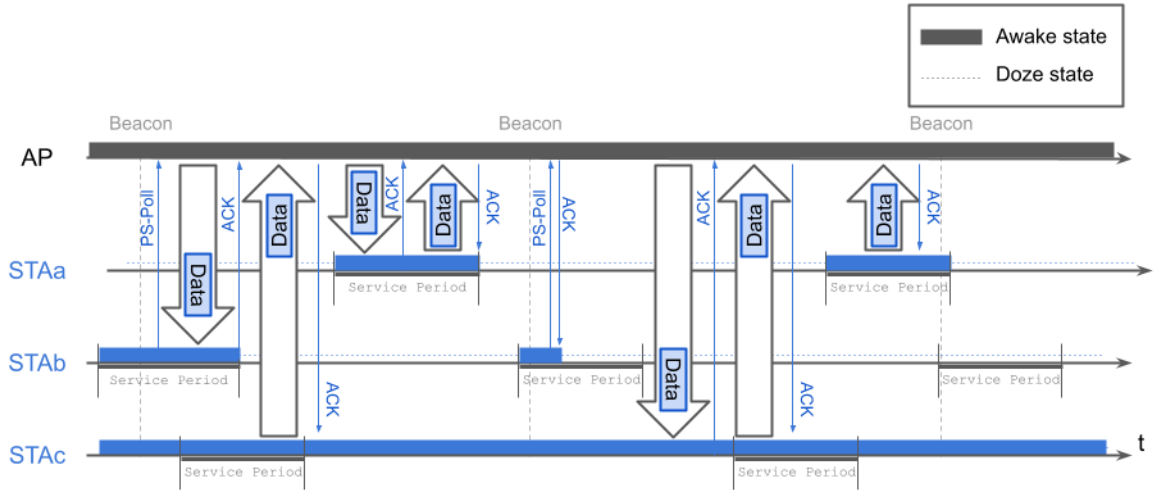 Awake state
Doze state
Beacon
Beacon
Beacon
AP
PS-Poll
Data
ACK
Data
ACK
Data
ACK
Data
ACK
PS-Poll
ACK
Data
ACK
Data
ACK
Data
ACK
STAa
Service Period
Service Period
STAb
Service Period
Service Period
Service Period
STAc
t
Service Period
Service Period